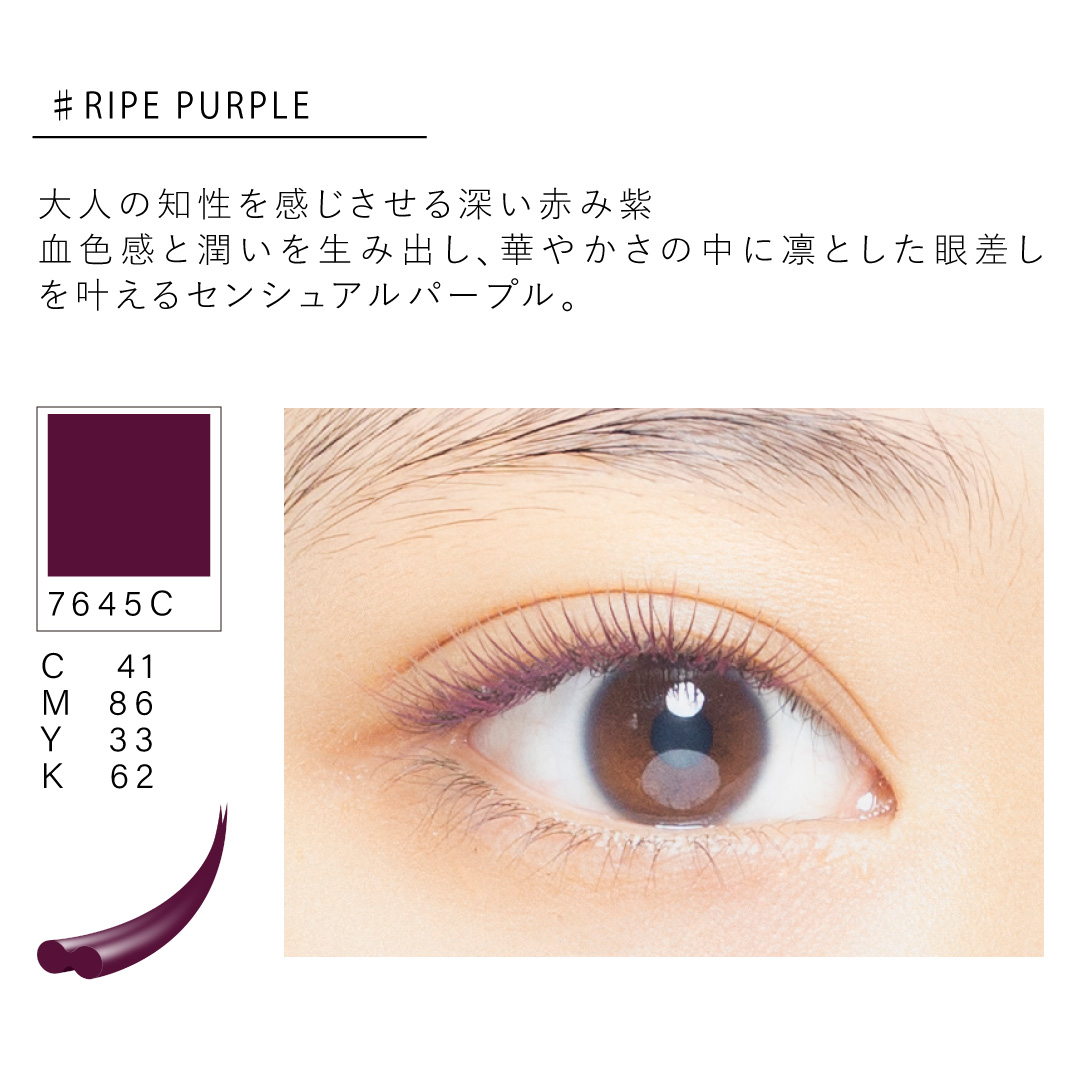 ♯RIPE PURPLE
大人の知性を感じさせる深い赤み紫
血色感と潤いを生み出し、華やかさの中に凛とした眼差し
を叶えるセンシュアルパープル。
7645C
C 41
M 86
Y 33
K 62